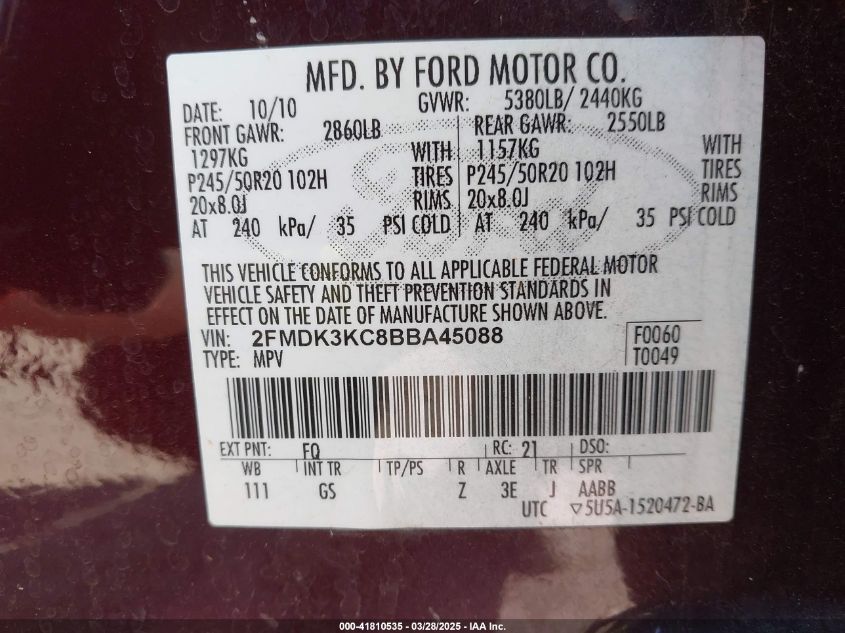 MFD. BY FORD MOTOR CO.
DATE: 10/10 GVWR: 5380LB/ 2440KG
FRONT GAWR: 2860LB REAR GAWR: 2550LB
1297KG WITH 1157KG WITH
P245/50R20 102H TIRES P245/50R20 102H TIRES
20x8.0J RIMS 20x8.0J RIMS
AT 240 kPa/ 35 PSI COLD AT 240 kPa/ 35 PSI COLD
THIS VEHICLE CONFORMS TO ALL APPLICABLE FEDERAL MOTOR
VEHICLE SAFETY AND THEFT PREVENTION STANDARDS IN
EFFECT ON THE DATE OF MANUFACTURE SHOWN ABOVE.
VIN: 2FMDK3KC8BBA45088 F0060
TYPE: MPV T0049
EXT PNT: FQ RC: 21 DSO:
WB INT TR TP/PS R AXLE TR SPR
111 GS Z 3E J AABB
UTC ▽5U5A-1520472-BA
000-41810535 - 03/28/2025 - IAA Inc.